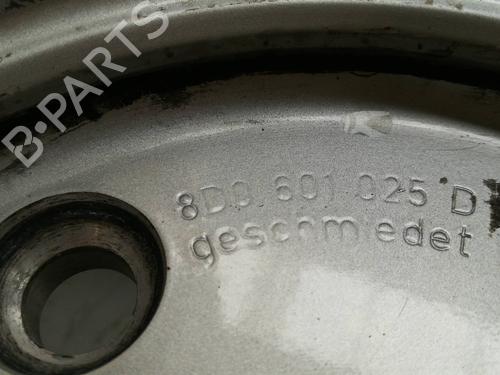 B-PARTS
8D0 601 025 D
geschmiedet